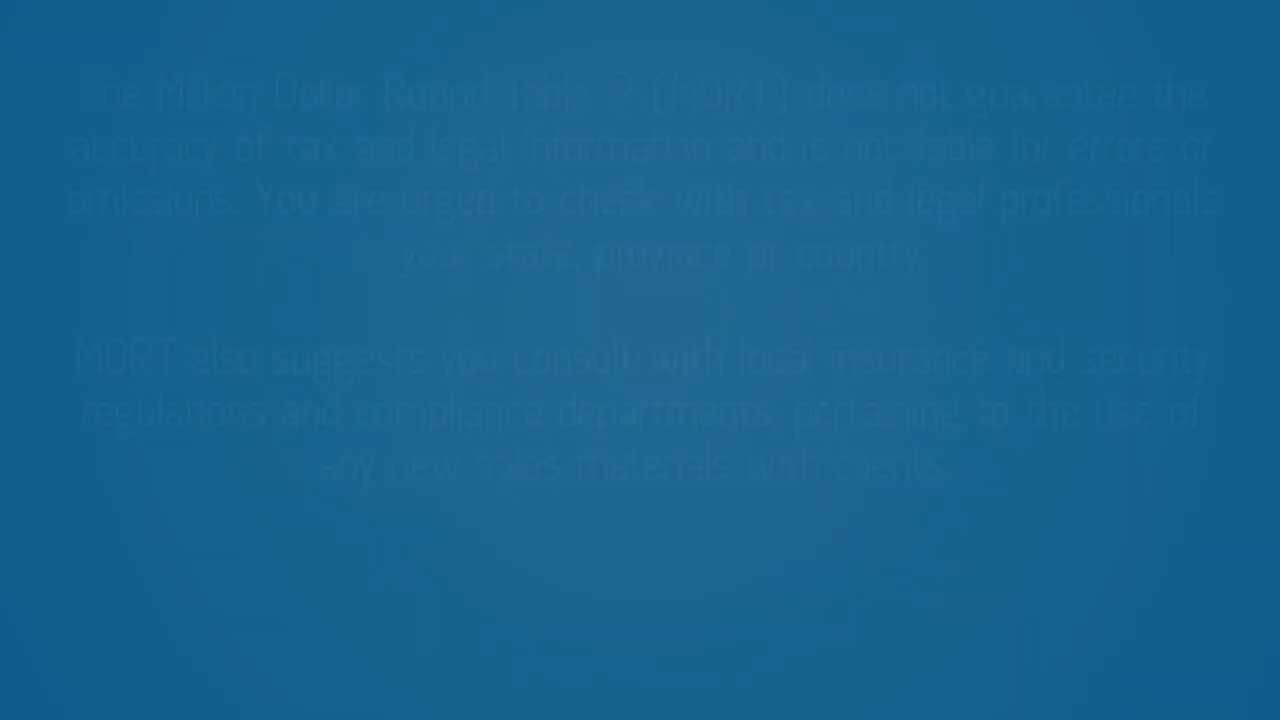 The Million Dollar Round Table ® (MDRT) does not guarantee the
accuracy of tax and legal information and is not liable for errors or
omissions. You are urged to check with tax and legal professionals
in your state, province or country.
MDRT also suggests you consult with local insurance and security
regulations and compliance departments pertaining to the use of
any new sales materials with clients.